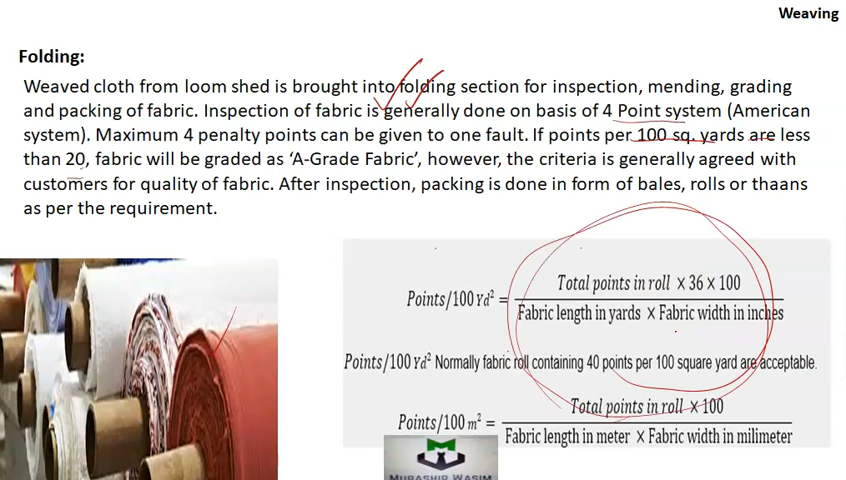 Weaving
Folding:
Weaved cloth from loom shed is brought into folding section for inspection, mending, grading
and packing of fabric. Inspection of fabric is generally done on basis of 4 Point system (American
system). Maximum 4 penalty points can be given to one fault. If points per 100 sq. yards are less
than 20, fabric will be graded as ‘A-Grade Fabric’, however, the criteria is generally agreed with
customers for quality of fabric. After inspection, packing is done in form of bales, rolls or thaans
as per the requirement.
Points/100 Yd² = Total points in roll × 36 × 100
Fabric length in yards × Fabric width in inches
Points/100 Yd² Normally fabric roll containing 40 points per 100 square yard are acceptable.
Points/100 m² = Total points in roll × 100
Fabric length in meter × Fabric width in milimeter
MUBASHIR WASIM